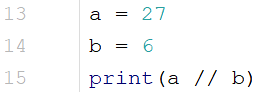 13 a = 27
14 b = 6
15 print(a // b)